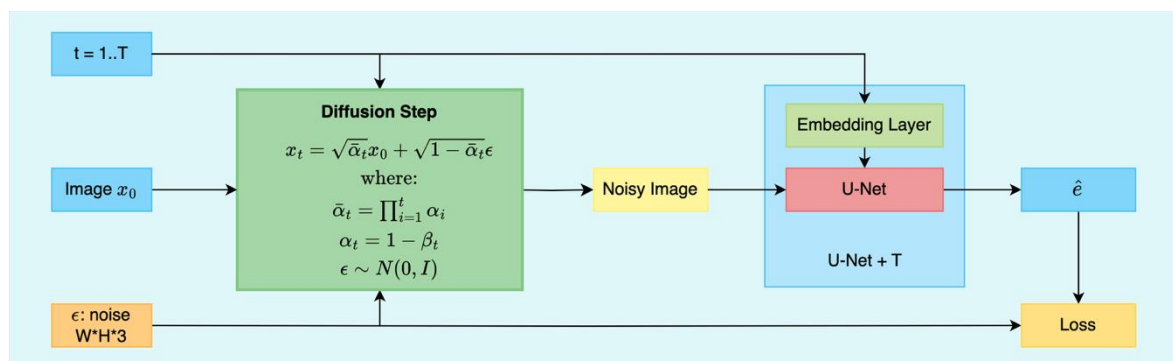 t = 1..T
Diffusion Step
$x_t = \sqrt{\bar{\alpha}_t}x_0 + \sqrt{1 - \bar{\alpha}_t}\epsilon$
where:
$\bar{\alpha}_t = \prod_{i=1}^{t} \alpha_i$
$\alpha_t = 1 - \beta_t$
$\epsilon \sim N(0, I)$
Embedding Layer
Image $x_0$
Noisy Image
U-Net
$\hat{e}$
U-Net + T
$\epsilon$: noise
W*H*3
Loss